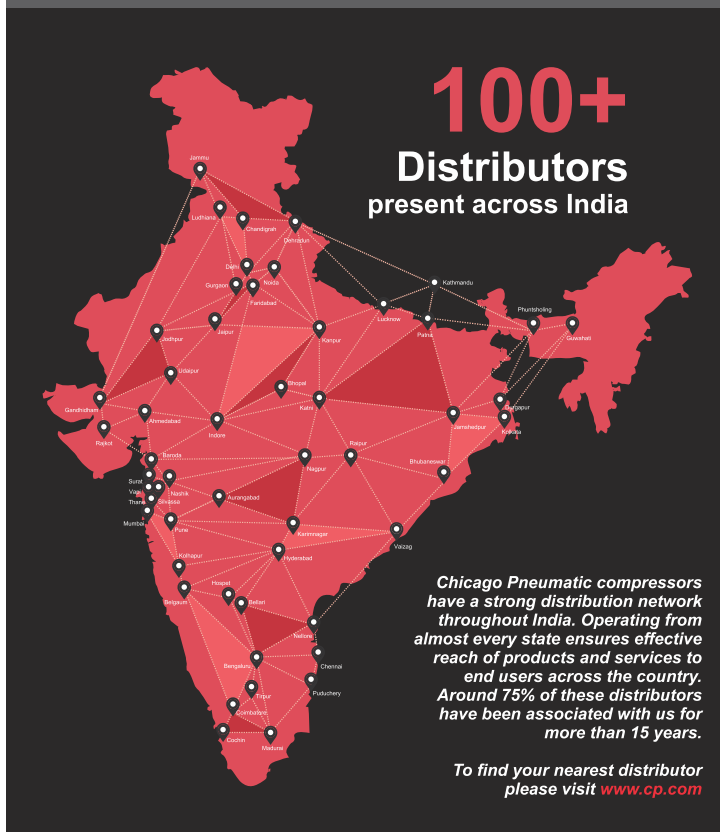 100+
Distributors
present across India
Jammu
Ludhiana
Chandigrah
Dehradun
Delhi
Noida
Gurgaon
Faridabad
Kathmandu
Phuntsholing
Lucknow
Patna
Guwahati
Jodhpur
Jaipur
Kanpur
Udaipur
Bhopal
Gandhidham
Katni
Durgapur
Ahmedabad
Jamshedpur
Kolkata
Indore
Rajkot
Raipur
Baroda
Nagpur
Bhubaneswar
Surat
Vapi
Nashik
Silvassa
Aurangabad
Thane
Mumbai
Pune
Karimnagar
Vaizag
Kolhapur
Hyderabad
Hospet
Belgaum
Bellari
Nellore
Bengaluru
Chennai
Tirpur
Puduchery
Coimbatore
Cochin
Madurai
Chicago Pneumatic compressors
have a strong distribution network
throughout India. Operating from
almost every state ensures effective
reach of products and services to
end users across the country.
Around 75% of these distributors
have been associated with us for
more than 15 years.
To find your nearest distributor
please visit www.cp.com